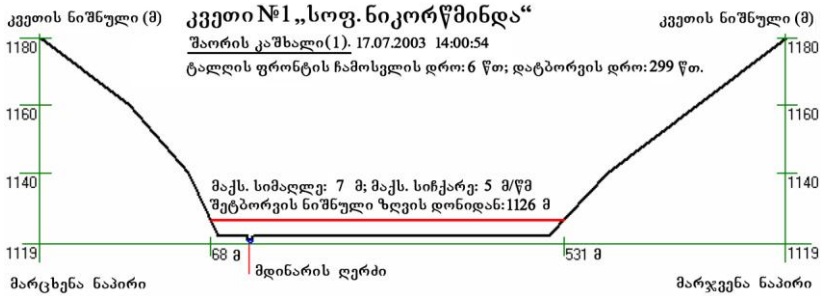 კვეთი №1 „სოფ. ნიკორწმინდა“
კვეთის ნიშნული (მ)
კვეთის ნიშნული (მ)
შაორის კაშხალი(1). 17.07.2003 14:00:54
ტალღის ფრონტის ჩამოსვლის დრო: 6 წთ; დატბორვის დრო: 299 წთ.
1180
1180
1160
1160
1140
1140
მაქს. სიმაღლე: 7 მ; მაქს. სიჩქარე: 5 მ/წმ
შეტბორვის ნიშნული ზღვის დონიდან:1126 მ
1119
68 მ
531 მ
1119
მდინარის ღერძი
მარცხენა ნაპირი
მარჯვენა ნაპირი